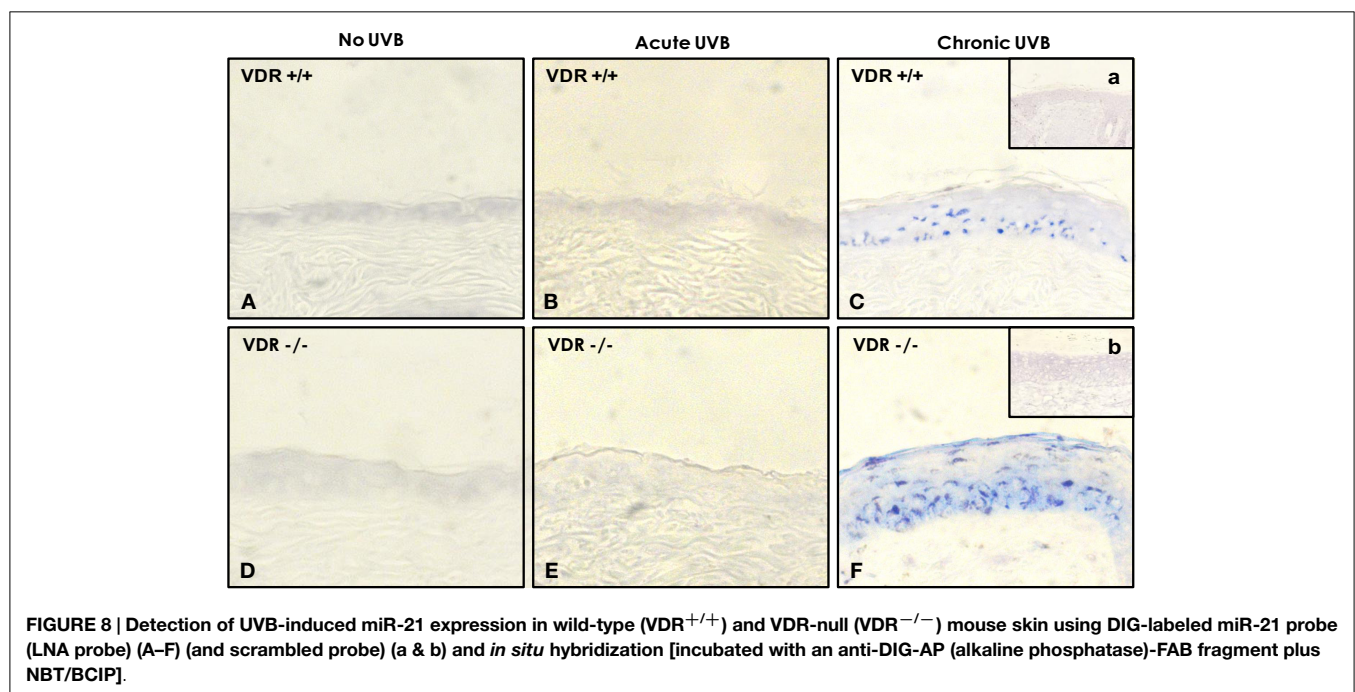 No UVB
Acute UVB
Chronic UVB
VDR +/+
VDR +/+
VDR +/+
a
A
B
C
VDR -/-
VDR -/-
VDR -/-
b
D
E
F
FIGURE 8 | Detection of UVB-induced miR-21 expression in wild-type (VDR+/+) and VDR-null (VDR−/−) mouse skin using DIG-labeled miR-21 probe
(LNA probe) (A–F) (and scrambled probe) (a & b) and in situ hybridization [incubated with an anti-DIG-AP (alkaline phosphatase)-FAB fragment plus
NBT/BCIP].